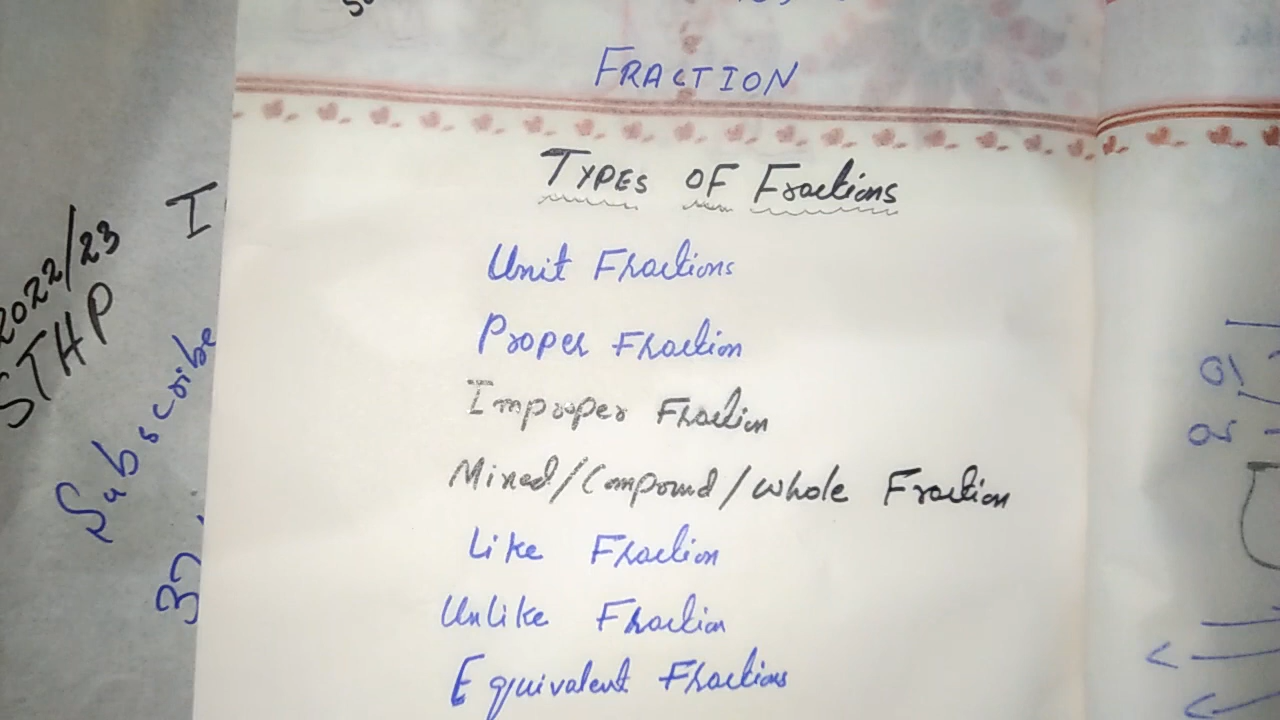 FRACTION
TYPES OF Fractions
Unit Fractions
Proper Fraction
Improper Fraction
Mixed/Compound/whole Fraction
Like Fraction
Unlike Fraction
Equivalent Fractions
2022/23
STHP
I
Subscribe
37